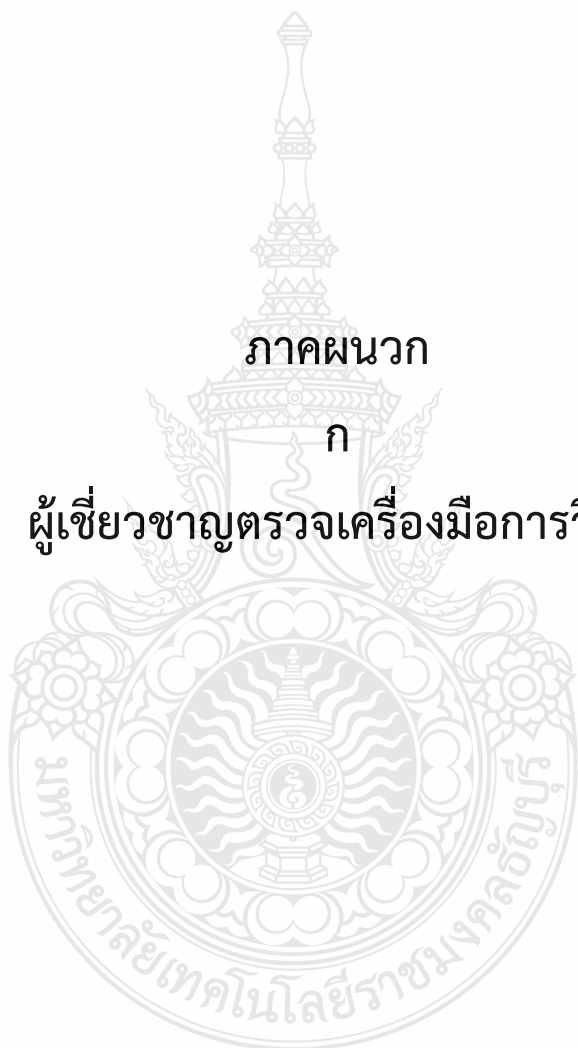 ภาคผนวก
ก
ผู้เชี่ยวชาญตรวจเครื่องมือการวิ
มหาวิทยาลัยเทคโนโลยีราชมงคลธัญบุรี